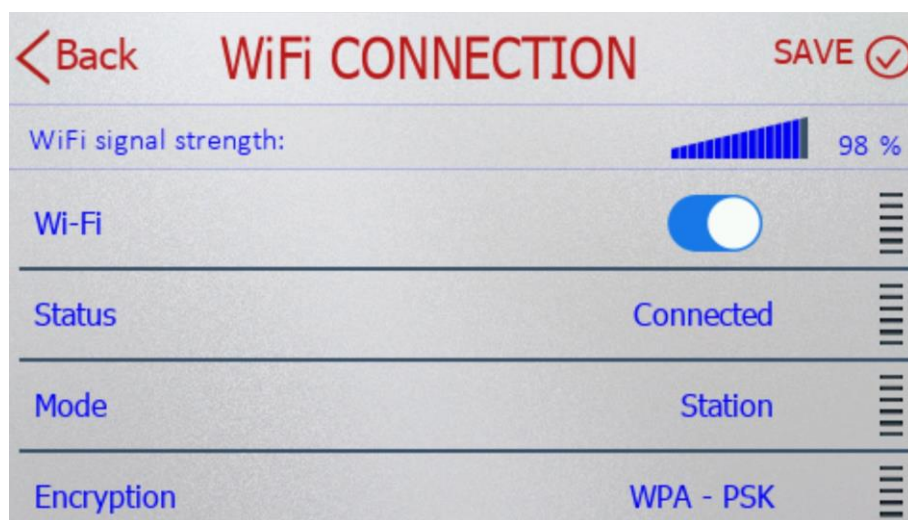 Back WiFi CONNECTION SAVE
WiFi signal strength: 98 %
Wi-Fi
Status Connected
Mode Station
Encryption WPA - PSK